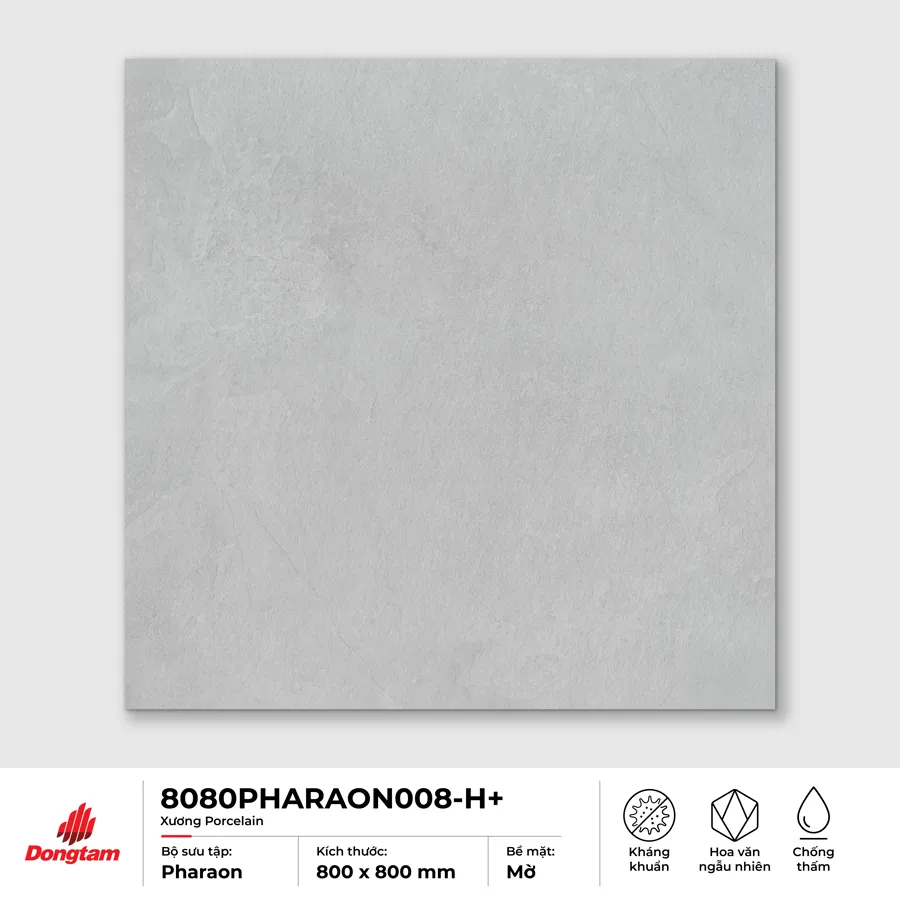 8080PHARAON008-H+
Xương Porcelain
Dongtam
Bộ sưu tập:
Pharaon
Kích thước:
800 x 800 mm
Bề mặt:
Mờ
Kháng
khuẩn
Hoa văn
ngẫu nhiên
Chống
thấm